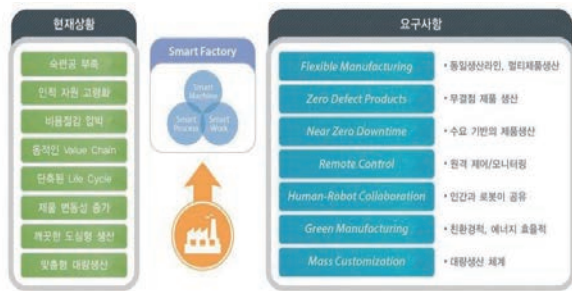 현재상황
숙련공 부족
인적 자원 고령화
비용절감 압박
동적인 Value Chain
단축된 Life Cycle
제품 변동성 증가
깨끗한 도심형 생산
맞춤형 대량생산
Smart Factory
Smart Machine
Smart Process
Smart Work
요구사항
Flexible Manufacturing
• 동일생산라인, 멀티제품생산
Zero Defect Products
• 무결점 제품 생산
Near Zero Downtime
• 수요 기반의 제품생산
Remote Control
• 원격 제어/모니터링
Human-Robot Collaboration
• 인간과 로봇이 공유
Green Manufacturing
• 친환경적, 에너지 효율적
Mass Customization
• 대량생산 체계